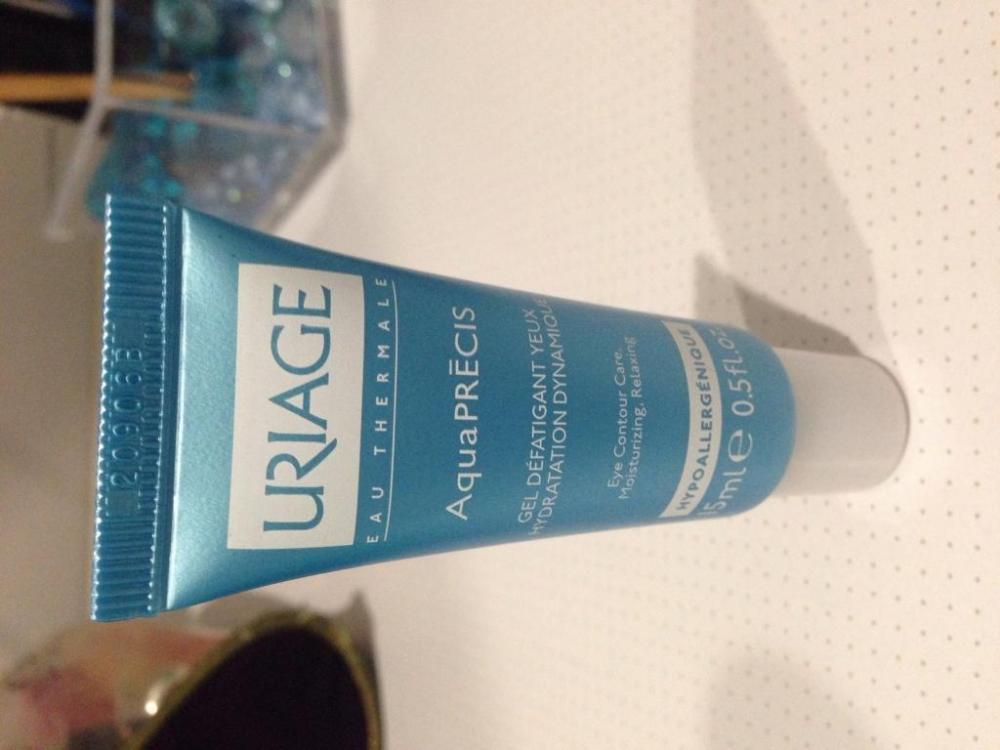 URIAGE
EAU THERMALE
AquaPRÉCIS
GEL DÉFATIGANT YEUX
HYDRATATION DYNAMIQUE
Eye Contour Care,
Moisturizing, Relaxing
HYPOALLERGÉNIQUE
15ml e 0.5fl.oz